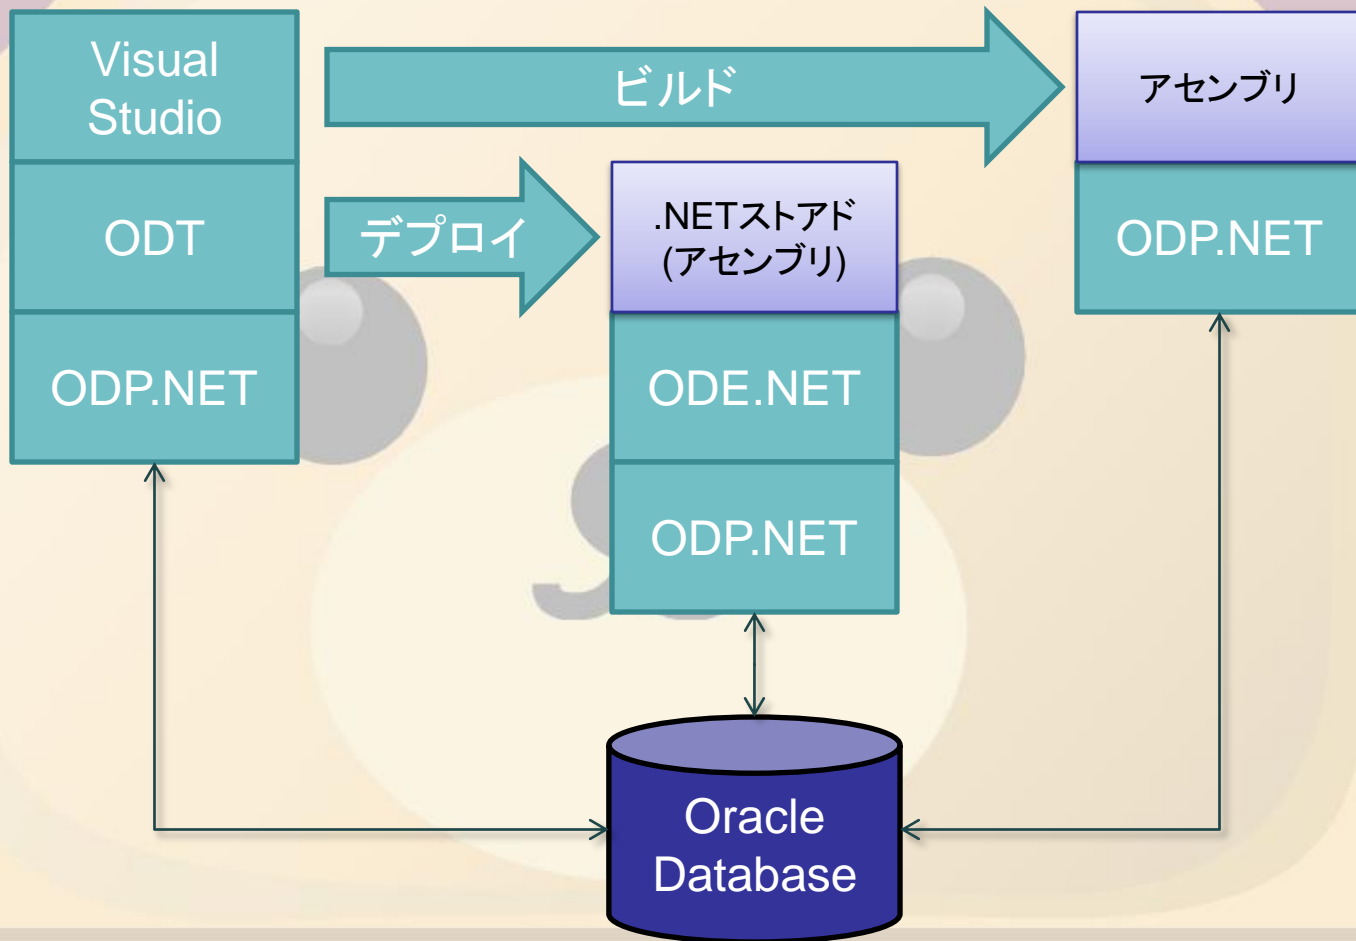 Visual
Studio
ビルド
アセンブリ
ODT
デプロイ
.NETストアド
(アセンブリ)
ODP.NET
ODP.NET
ODE.NET
ODP.NET
Oracle
Database